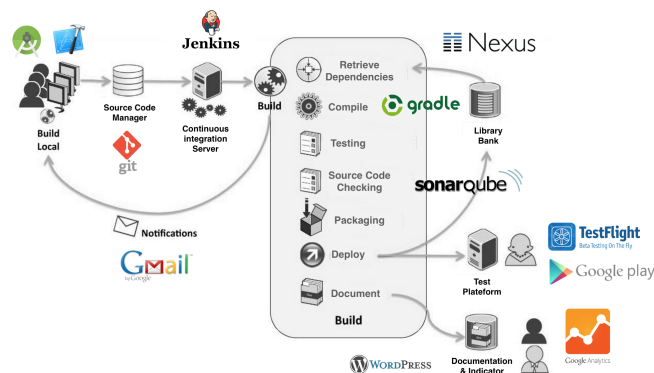 Jenkins
Nexus
Retrieve
Dependencies
Build
Compile
gradle
Source Code
Manager
Continuous
integration
Server
Library
Bank
Build
Local
git
Testing
Source Code
Checking
sonarqube
Packaging
Notifications
Gmail™
by Google
Deploy
TestFlight
Beta Testing On The Fly
Google play
Test
Plateform
Document
Build
WORDPRESS
Documentation
& Indicator
Google Analytics